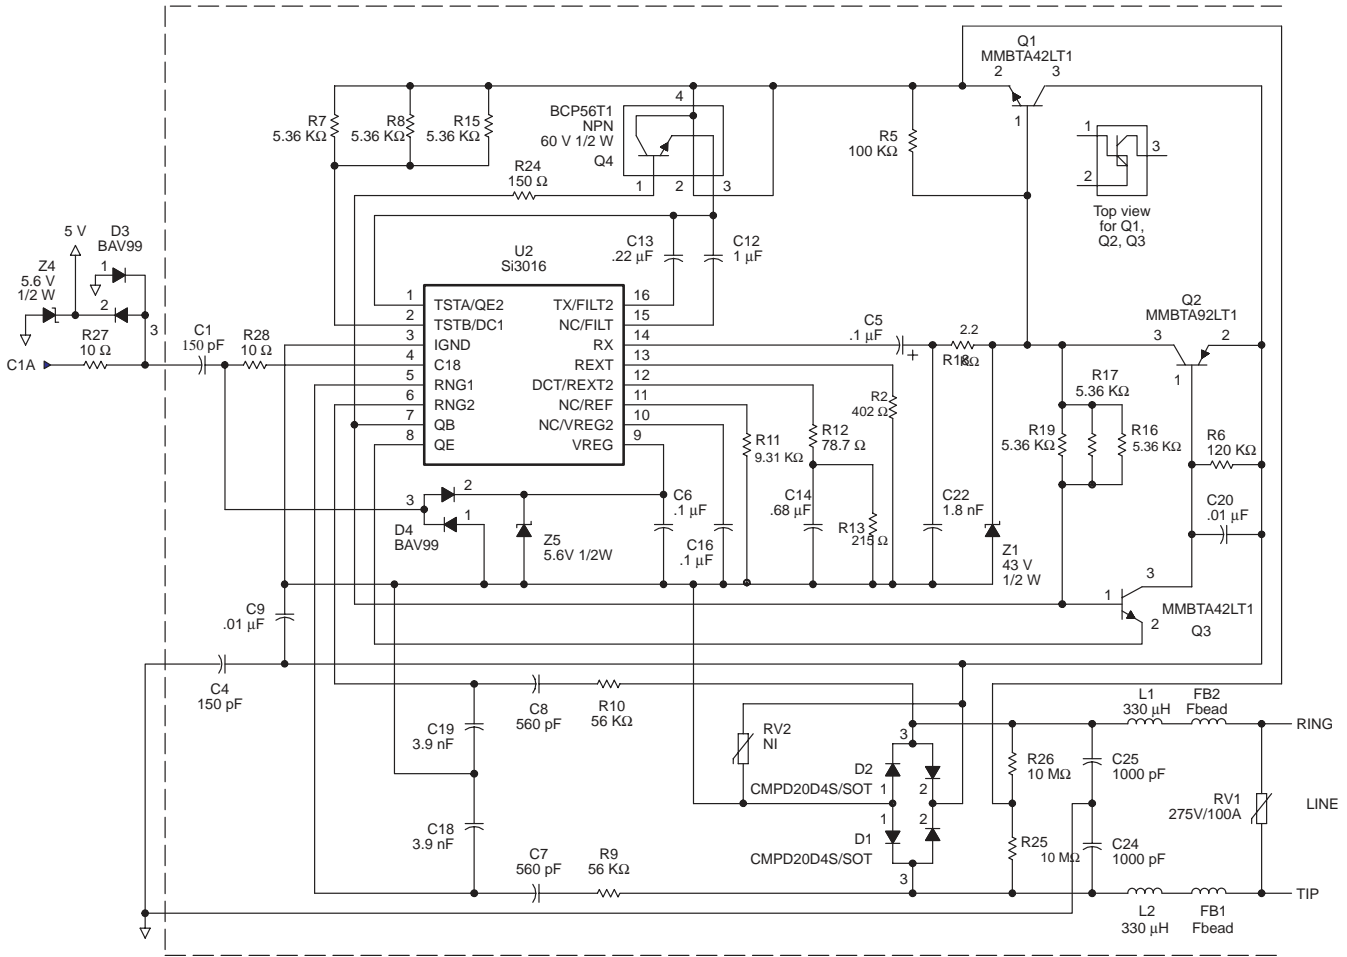 Q1
MMBTA42LT1
2 3
1
4
BCP56T1
NPN
60 V 1/2 W
Q4
1 2 3
R7
5.36 KΩ
R8
5.36 KΩ
R15
5.36 KΩ
R5
100 KΩ
R24
150 Ω
1
2
3
Top view
for Q1,
Q2, Q3
5 V
D3
BAV99
1
2
3
Z4
5.6 V
1/2 W
R27
10 Ω
C1A
C1
150 pF
R28
10 Ω
C13
.22 µF
C12
1 µF
U2
Si3016
1 TSTA/QE2
2 TSTB/DC1
3 IGND
4 C18
5 RNG1
6 RNG2
7 QB
8 QE
TX/FILT2 16
NC/FILT 15
RX 14
REXT 13
DCT/REXT2 12
NC/REF 11
NC/VREG2 10
VREG 9
C5
.1 µF
+
2.2
R18
KΩ
Q2
MMBTA92LT1
3 2
1
R17
5.36 KΩ
R2
402 Ω
R19
5.36 KΩ
R16
5.36 KΩ
R6
120 KΩ
R11
9.31 KΩ
R12
78.7 Ω
3
2
1
D4
BAV99
Z5
5.6V 1/2W
C6
.1 µF
C16
.1 µF
C14
.68 µF
R13
215 Ω
C22
1.8 nF
Z1
43 V
1/2 W
C20
.01 µF
3
1
2
MMBTA42LT1
Q3
C9
.01 µF
C4
150 pF
C8
560 pF
R10
56 KΩ
C19
3.9 nF
C18
3.9 nF
C7
560 pF
R9
56 KΩ
RV2
NI
3
D2
CMPD20D4S/SOT
1 2
1 2
D1
CMPD20D4S/SOT
3
R26
10 MΩ
R25
10 MΩ
C25
1000 pF
C24
1000 pF
L1
330 µH
FB2
Fbead
RING
RV1
275V/100A
LINE
TIP
L2
330 µH
FB1
Fbead